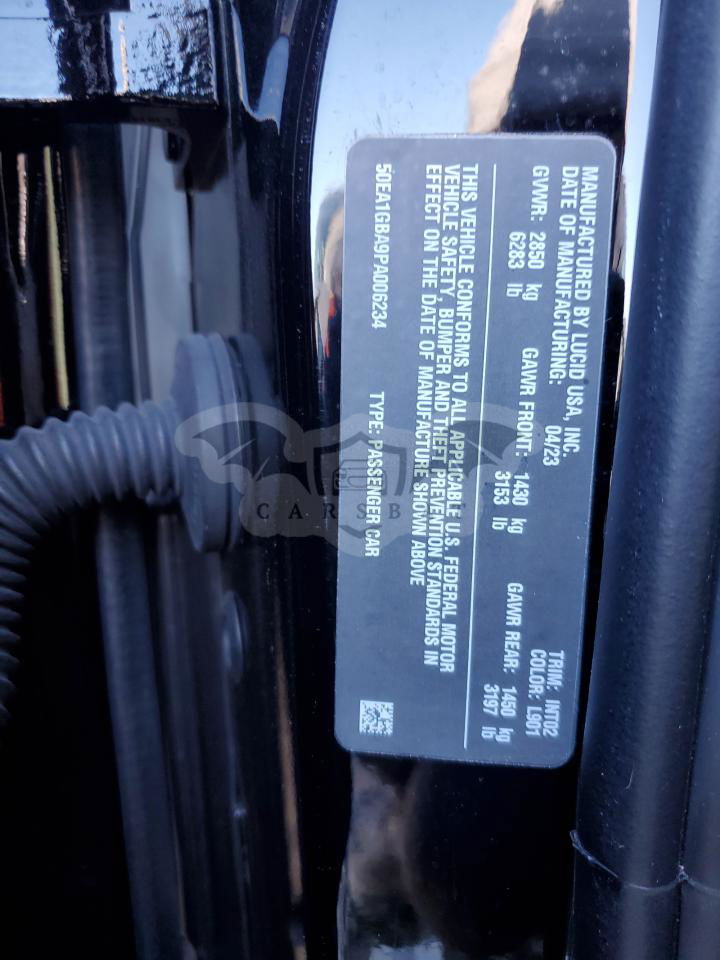 MANUFACTURED BY LUCID USA, INC.
DATE OF MANUFACTURING: 04/23
TRIM: INT02
COLOR: L901
GVWR: 2850 kg
6283 lb
GAWR FRONT: 1430 kg
3153 lb
GAWR REAR: 1450 kg
3197 lb
THIS VEHICLE CONFORMS TO ALL APPLICABLE U.S. FEDERAL MOTOR
VEHICLE SAFETY, BUMPER AND THEFT PREVENTION STANDARDS IN
EFFECT ON THE DATE OF MANUFACTURE SHOWN ABOVE
50EA1GBA9PA006234 TYPE: PASSENGER CAR